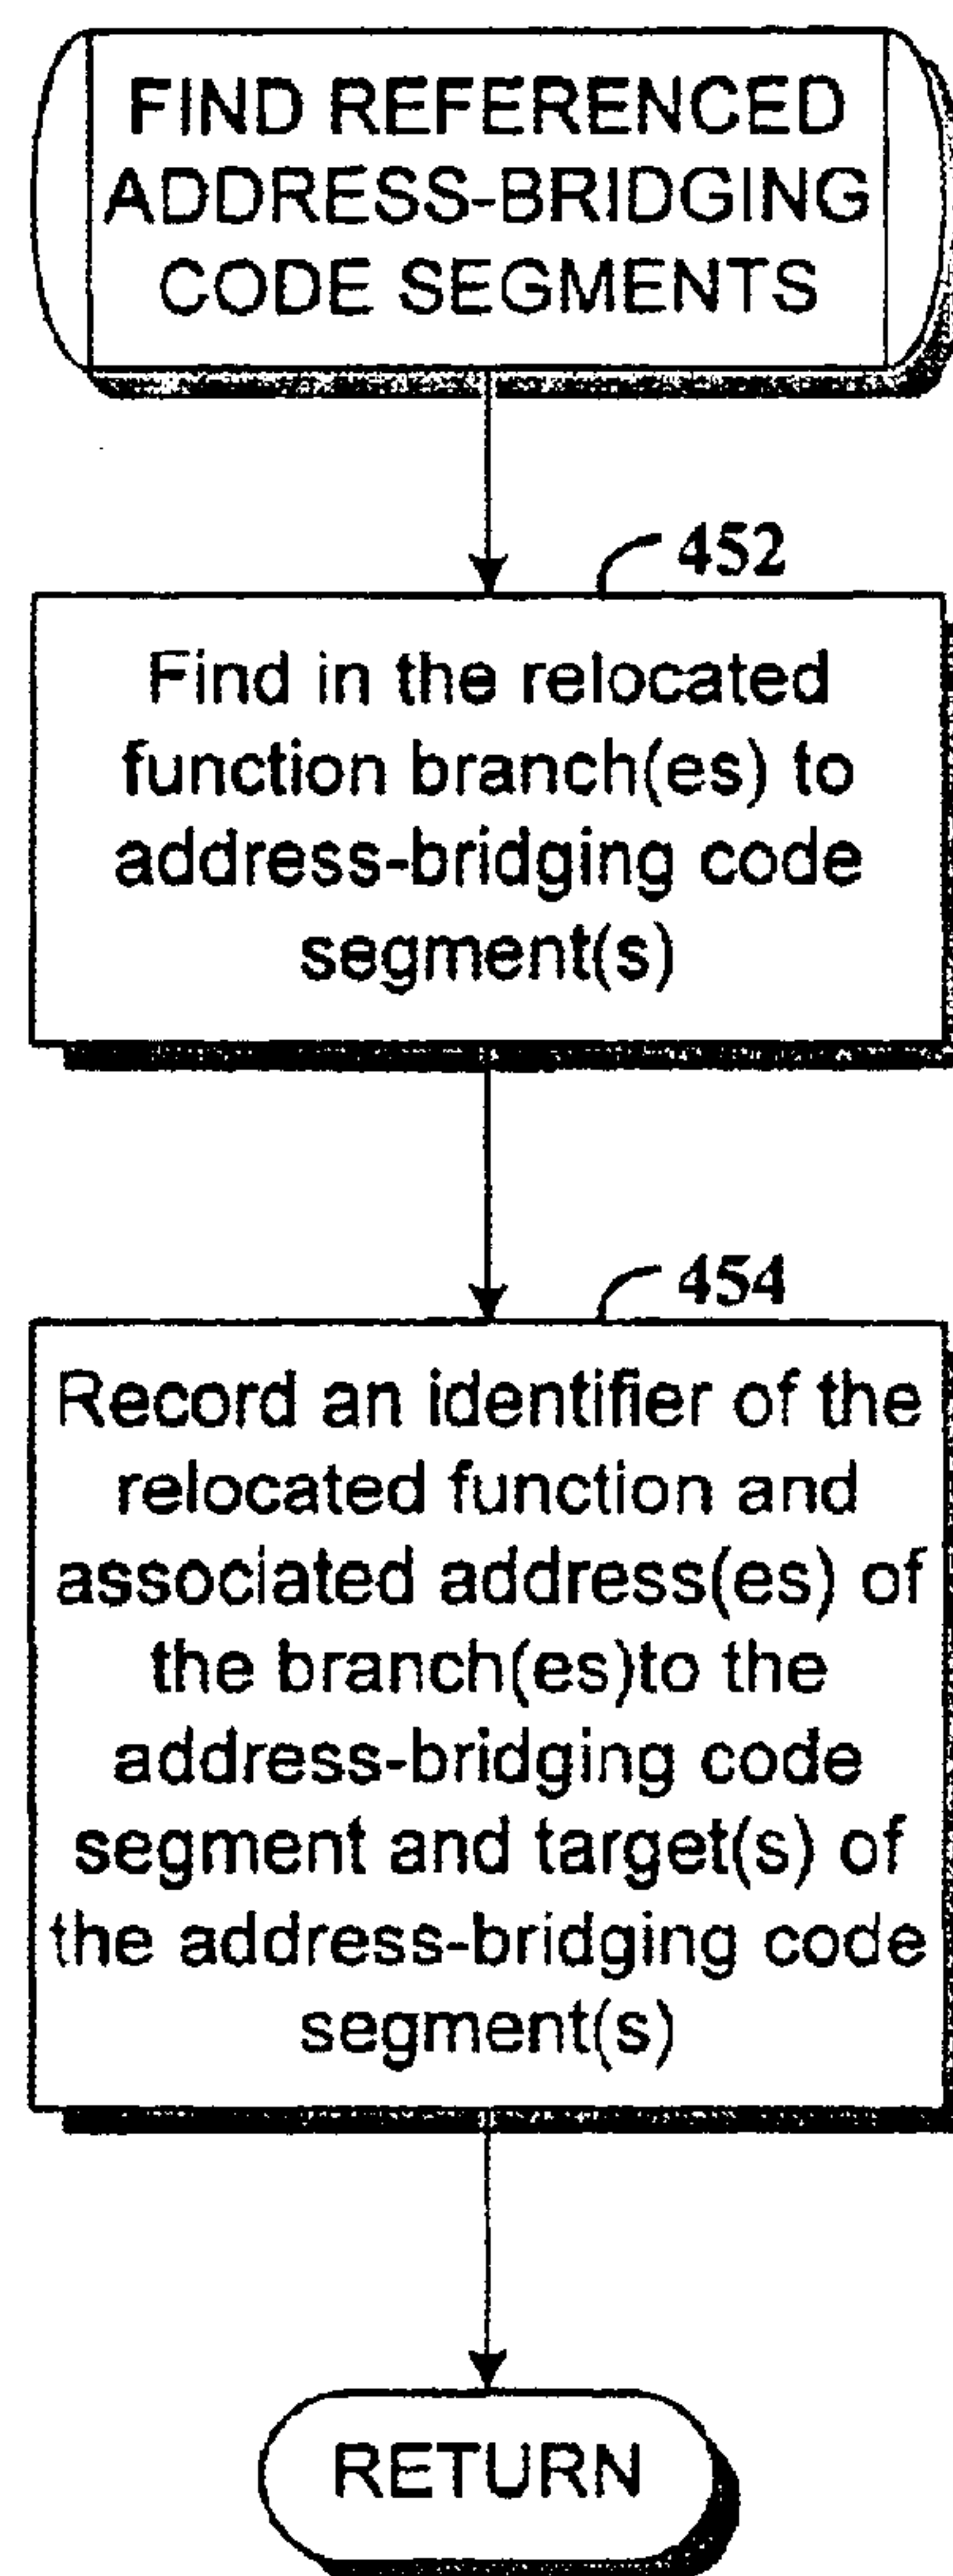 FIND REFERENCED
ADDRESS-BRIDGING
CODE SEGMENTS
452
Find in the relocated
function branch(es) to
address-bridging code
segment(s)
454
Record an identifier of the
relocated function and
associated address(es) of
the branch(es)to the
address-bridging code
segment and target(s) of
the address-bridging code
segment(s)
RETURN